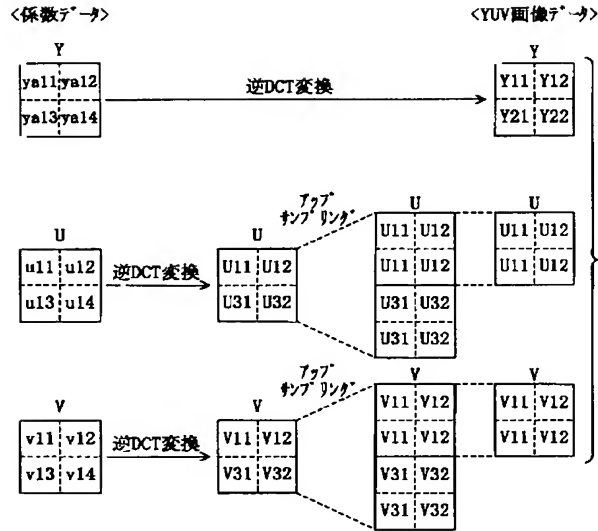 <係数データ>
<YUV画像データ>
Y
Y
ya11 ya12
ya13 ya14
逆DCT変換
Y11 Y12
Y21 Y22
アップ
サンプリング
U
U
U
U
u11 u12
u13 u14
逆DCT変換
U11 U12
U31 U32
U11 U12
U11 U12
U31 U32
U31 U32
U11 U12
U11 U12
アップ
サンプリング
V
V
V
V
v11 v12
v13 v14
逆DCT変換
V11 V12
V31 V32
V11 V12
V11 V12
V31 V32
V31 V32
V11 V12
V11 V12